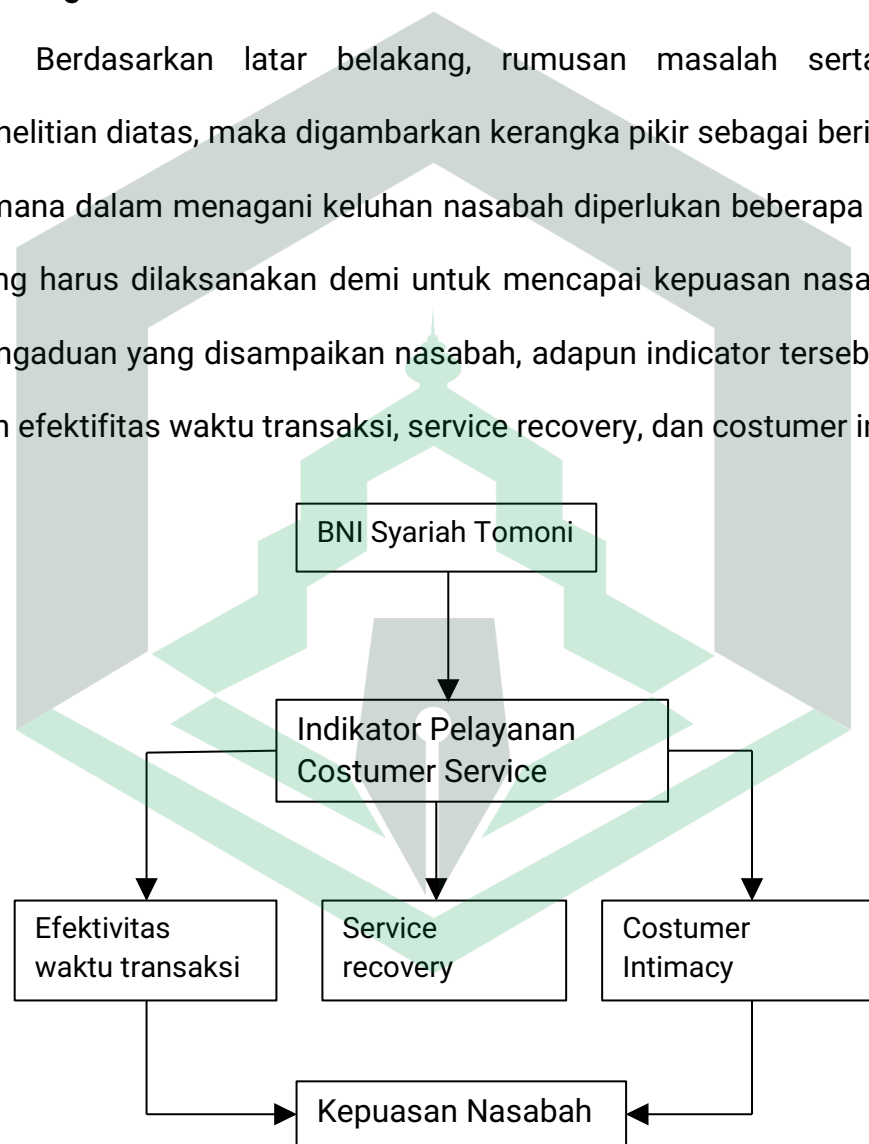 Berdasarkan latar belakang, rumusan masalah serta
nelitian diatas, maka digambarkan kerangka pikir sebagai beri
mana dalam menagani keluhan nasabah diperlukan beberapa
ng harus dilaksanakan demi untuk mencapai kepuasan nasa
ngaduan yang disampaikan nasabah, adapun indicator terseb
n efektifitas waktu transaksi, service recovery, dan costumer in
BNI Syariah Tomoni
Indikator Pelayanan
Costumer Service
Efektivitas
waktu transaksi
Service
recovery
Costumer
Intimacy
Kepuasan Nasabah